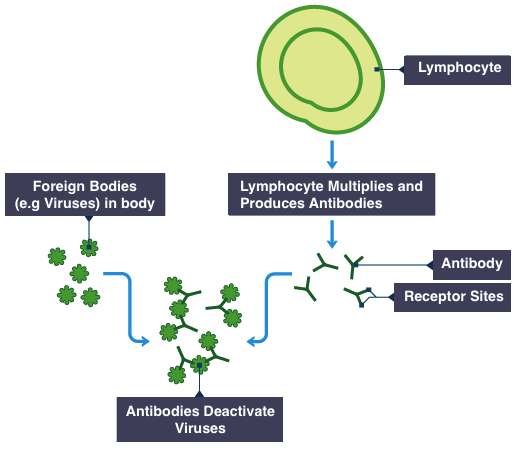 Lymphocyte
Foreign Bodies
(e.g Viruses) in body
Lymphocyte Multiplies and
Produces Antibodies
Antibody
Receptor Sites
Antibodies Deactivate
Viruses